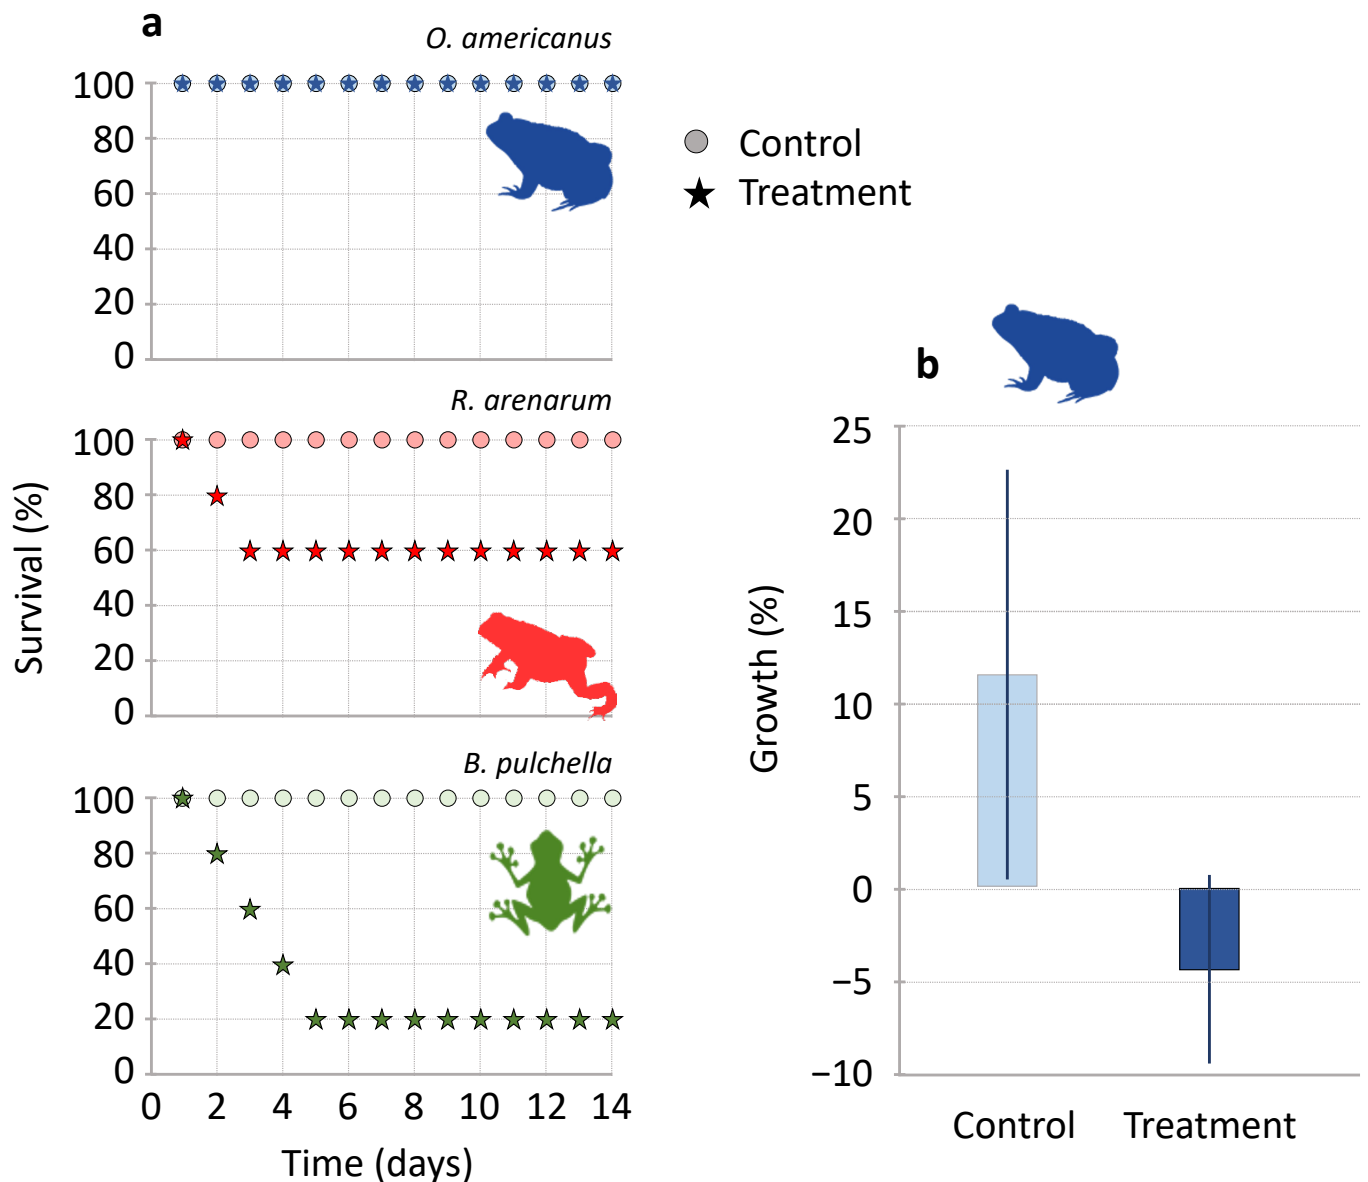 a
O. americanus
100
80
60
40
20
0
Control
Treatment
R. arenarum
100
80
60
40
20
0
Survival (%)
B. pulchella
100
80
60
40
20
0
0 2 4 6 8 10 12 14
Time (days)
b
25
20
15
10
5
0
−5
−10
Growth (%)
Control Treatment